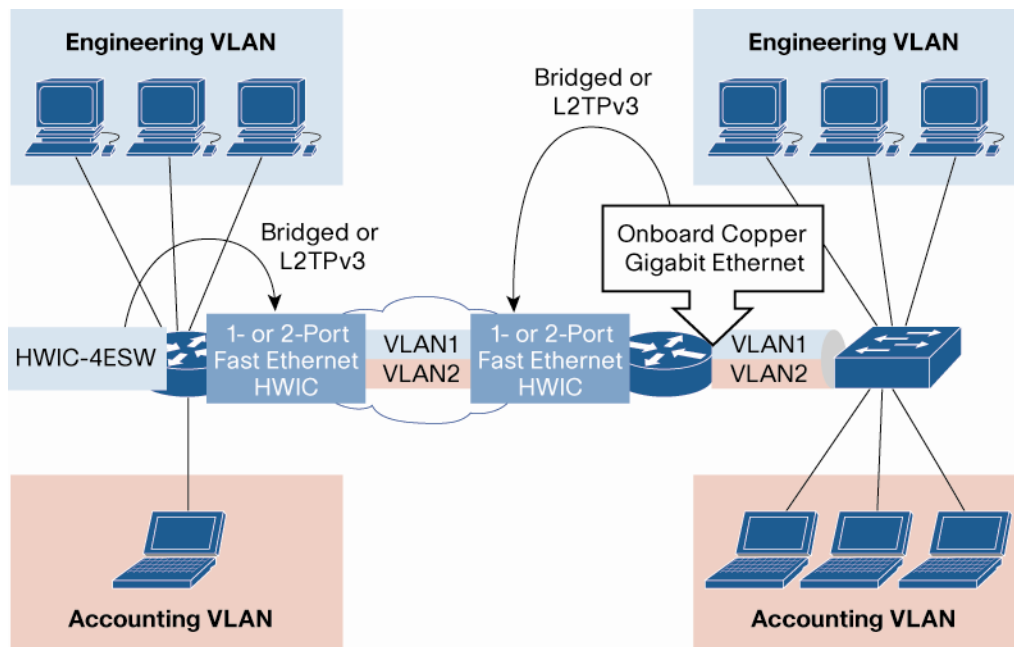 Engineering VLAN
Engineering VLAN
Bridged or
L2TPv3
Bridged or
L2TPv3
Onboard Copper
Gigabit Ethernet
HWIC-4ESW
1- or 2-Port
Fast Ethernet
HWIC
VLAN1
VLAN2
1- or 2-Port
Fast Ethernet
HWIC
VLAN1
VLAN2
Accounting VLAN
Accounting VLAN